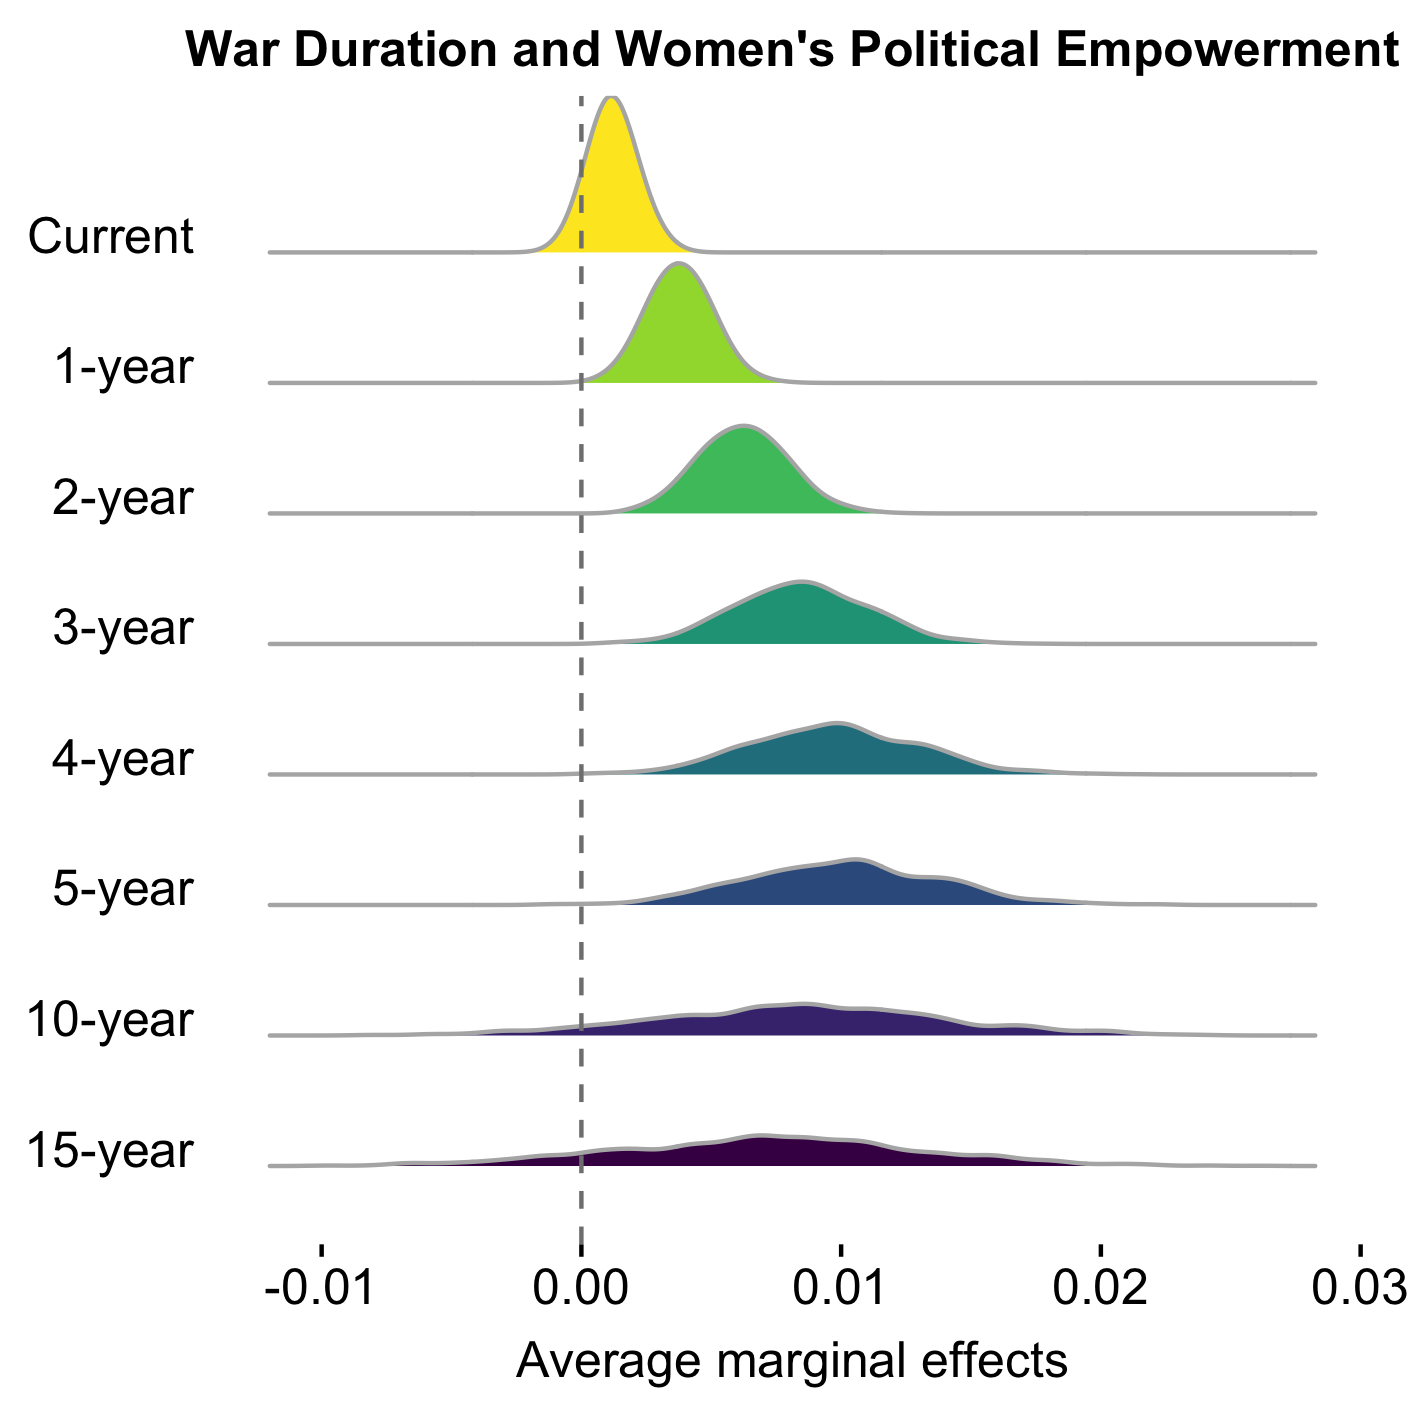 War Duration and Women's Political Empowerment
Current
1-year
2-year
3-year
4-year
5-year
10-year
15-year
-0.01 0.00 0.01 0.02 0.03
Average marginal effects